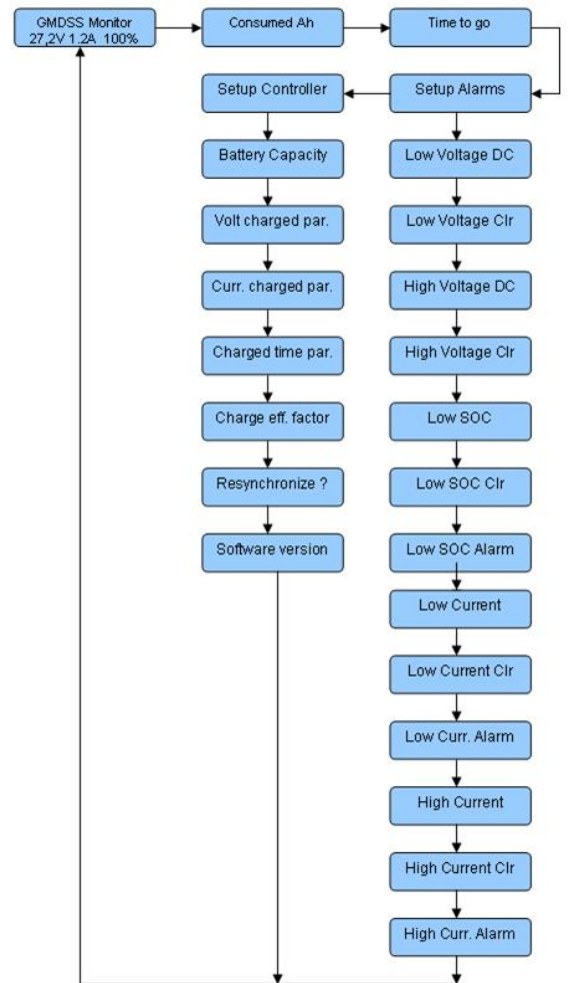 GMDSS Monitor
27,2V 1.2A 100%
Consumed Ah
Time to go
Setup Controller
Setup Alarms
Battery Capacity
Low Voltage DC
Volt charged par.
Low Voltage Clr
Curr. charged par.
High Voltage DC
Charged time par.
High Voltage Clr
Charge eff. factor
Low SOC
Resynchronize ?
Low SOC Clr
Software version
Low SOC Alarm
Low Current
Low Current Clr
Low Curr. Alarm
High Current
High Current Clr
High Curr. Alarm